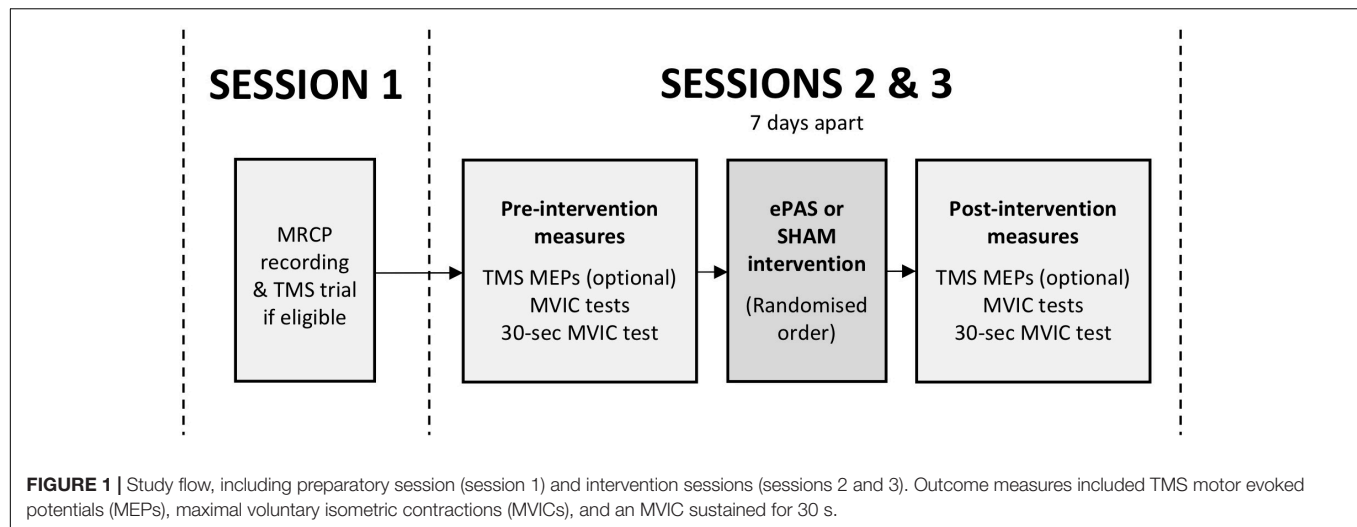 SESSION 1
MRCP
recording
& TMS trial
if eligible
SESSIONS 2 & 3
7 days apart
Pre-intervention
measures
TMS MEPs (optional)
MVIC tests
30-sec MVIC test
ePAS or
SHAM
intervention
(Randomised
order)
Post-intervention
measures
TMS MEPs (optional)
MVIC tests
30-sec MVIC test
FIGURE 1 | Study flow, including preparatory session (session 1) and intervention sessions (sessions 2 and 3). Outcome measures included TMS motor evoked
potentials (MEPs), maximal voluntary isometric contractions (MVICs), and an MVIC sustained for 30 s.